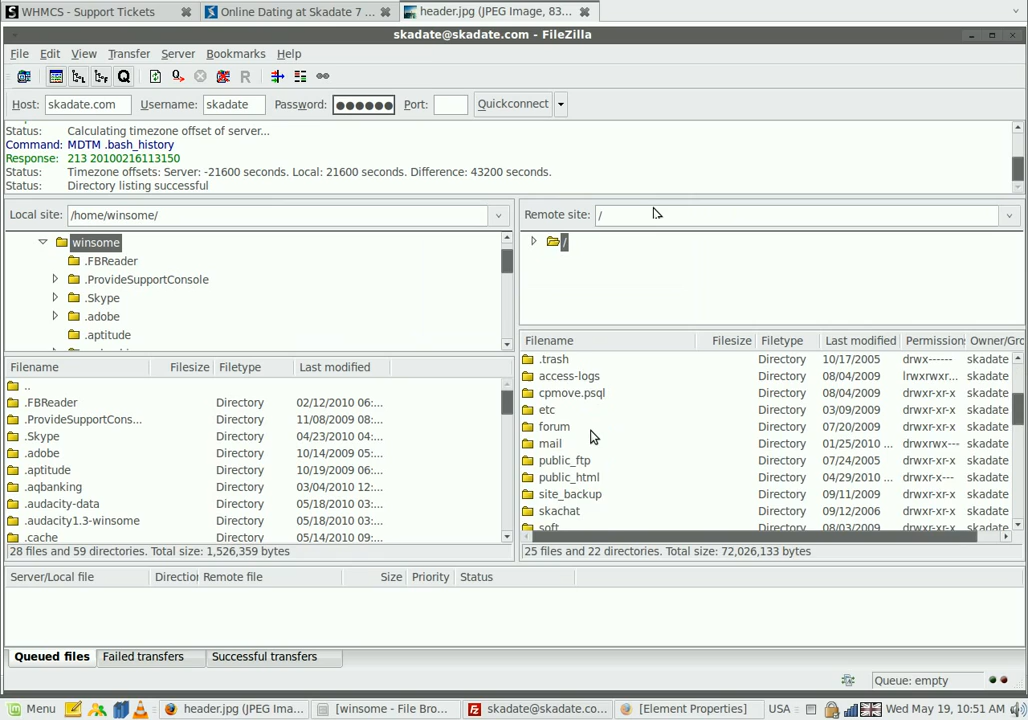 WHMCS - Support Tickets Online Dating at Skadate 7 ... header.jpg (JPEG Image, 83...
skadate@skadate.com - FileZilla
File Edit View Transfer Server Bookmarks Help
Host: skadate.com Username: skadate Password: ●●●●●● Port: Quickconnect
Status: Calculating timezone offset of server...
Command: MDTM .bash_history
Response: 213 20100216113150
Status: Timezone offsets: Server: -21600 seconds. Local: 21600 seconds. Difference: 43200 seconds.
Status: Directory listing successful
Local site: /home/winsome/
winsome
.FBReader
.ProvideSupportConsole
.Skype
.adobe
.aptitude
Filename Filesize Filetype Last modified
..
.FBReader Directory 02/12/2010 06:...
.ProvideSupportCons... Directory 11/08/2009 08:...
.Skype Directory 04/23/2010 04:...
.adobe Directory 10/14/2009 05:...
.aptitude Directory 10/19/2009 06:...
.aqbanking Directory 03/04/2010 12:...
.audacity-data Directory 05/18/2010 03:...
.audacity1.3-winsome Directory 05/18/2010 03:...
.cache Directory 05/14/2010 09:...
28 files and 59 directories. Total size: 1,526,359 bytes
Remote site: /
/
Filename Filesize Filetype Last modified Permission: Owner/Gro
.trash Directory 10/17/2005 drwx------ skadate
access-logs Directory 08/04/2009 lrwxrwxr... skadate
cpmove.psql Directory 08/04/2009 drwxr-xr-x skadate
etc Directory 03/09/2009 drwxr-xr-x skadate
forum Directory 07/20/2009 drwxr-xr-x skadate
mail Directory 01/25/2010 ... drwxrwx--- skadate
public_ftp Directory 07/24/2005 drwxr-xr-x skadate
public_html Directory 04/29/2010 ... drwxr-x--- skadate
site_backup Directory 09/11/2009 drwxr-xr-x skadate
skachat Directory 09/12/2006 drwxr-xr-x skadate
soft Directory 08/03/2009 drwxr-xr-x skadate
25 files and 22 directories. Total size: 72,026,133 bytes
Server/Local file Direction Remote file Size Priority Status
Queued files Failed transfers Successful transfers
Queue: empty
Menu header.jpg (JPEG Ima... [winsome - File Bro... skadate@skadate.co... [Element Properties] USA Wed May 19, 10:51 AM